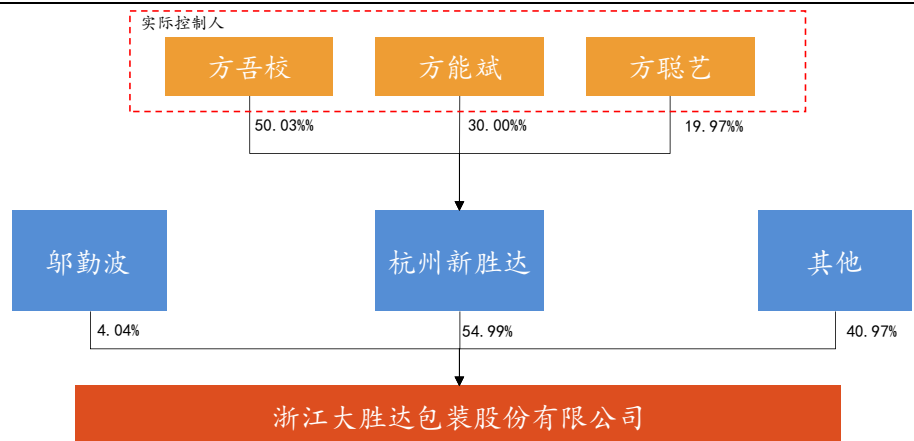 实际控制人
方吾校
方能斌
方聪艺
50.03%%
30.00%
19.97%%
邬勤波
杭州新胜达
其他
4.04%
54.99%
40.97%
浙江大胜达包装股份有限公司